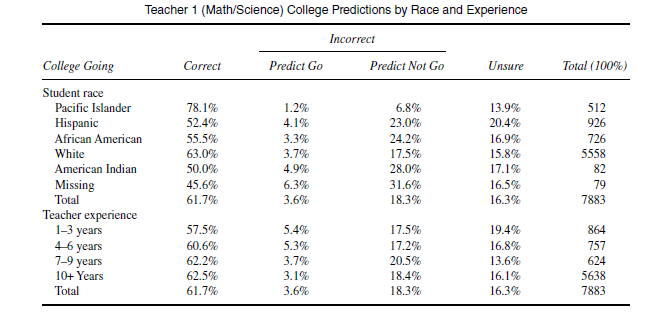 Teacher 1 (Math/Science) College Predictions by Race and Experience
Incorrect
College Going Correct Predict Go Predict Not Go Unsure Total (100%)
Student race
Pacific Islander 78.1% 1.2% 6.8% 13.9% 512
Hispanic 52.4% 4.1% 23.0% 20.4% 926
African American 55.5% 3.3% 24.2% 16.9% 726
White 63.0% 3.7% 17.5% 15.8% 5558
American Indian 50.0% 4.9% 28.0% 17.1% 82
Missing 45.6% 6.3% 31.6% 16.5% 79
Total 61.7% 3.6% 18.3% 16.3% 7883
Teacher experience
1–3 years 57.5% 5.4% 17.5% 19.4% 864
4–6 years 60.6% 5.3% 17.2% 16.8% 757
7–9 years 62.2% 3.7% 20.5% 13.6% 624
10+ Years 62.5% 3.1% 18.4% 16.1% 5638
Total 61.7% 3.6% 18.3% 16.3% 7883